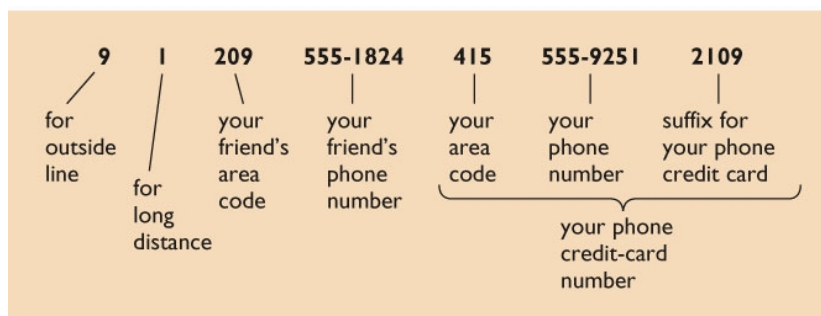 9 1 209 555-1824 415 555-9251 2109
for
outside
line
for
long
distance
your
friend's
area
code
your
friend's
phone
number
your
area
code
your
phone
number
suffix for
your phone
credit card
your phone
credit-card
number